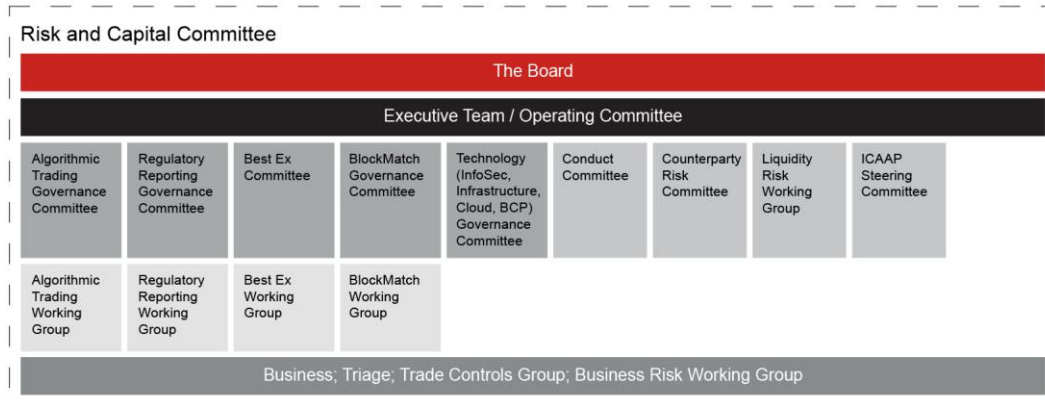 Risk and Capital Committee
The Board
Executive Team / Operating Committee
Algorithmic
Trading
Governance
Committee
Regulatory
Reporting
Governance
Committee
Best Ex
Committee
BlockMatch
Governance
Committee
Technology
(InfoSec,
Infrastructure,
Cloud, BCP)
Governance
Committee
Conduct
Committee
Counterparty
Risk
Committee
Liquidity
Risk
Working
Group
ICAAP
Steering
Committee
Algorithmic
Trading
Working
Group
Regulatory
Reporting
Working
Group
Best Ex
Working
Group
BlockMatch
Working
Group
Business; Triage; Trade Controls Group; Business Risk Working Group